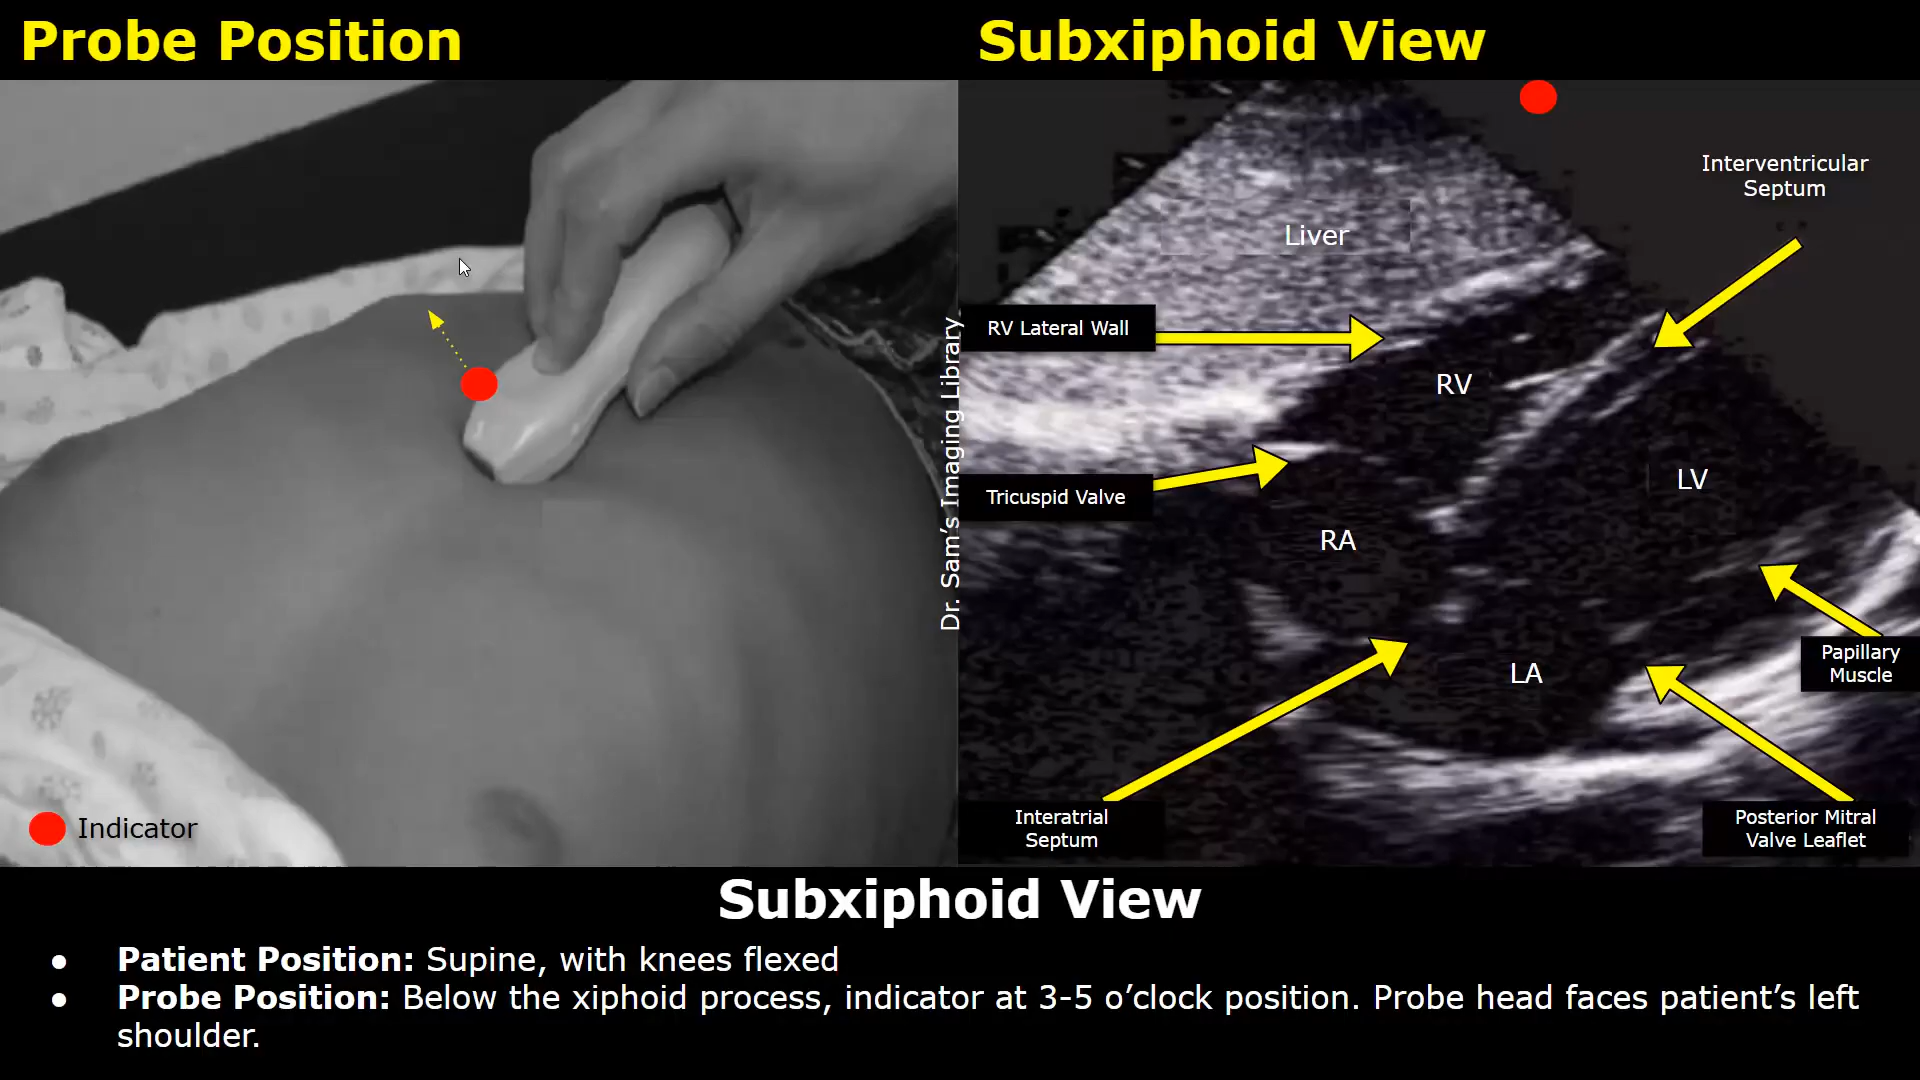 Probe Position
Subxiphoid View
Interventricular
Septum
Liver
RV Lateral Wall
RV
LV
Tricuspid Valve
RA
Dr. Sam's Imaging Library
Papillary
Muscle
LA
Indicator
Interatrial
Septum
Posterior Mitral
Valve Leaflet
Subxiphoid View
● Patient Position: Supine, with knees flexed
● Probe Position: Below the xiphoid process, indicator at 3-5 o’clock position. Probe head faces patient’s left
shoulder.